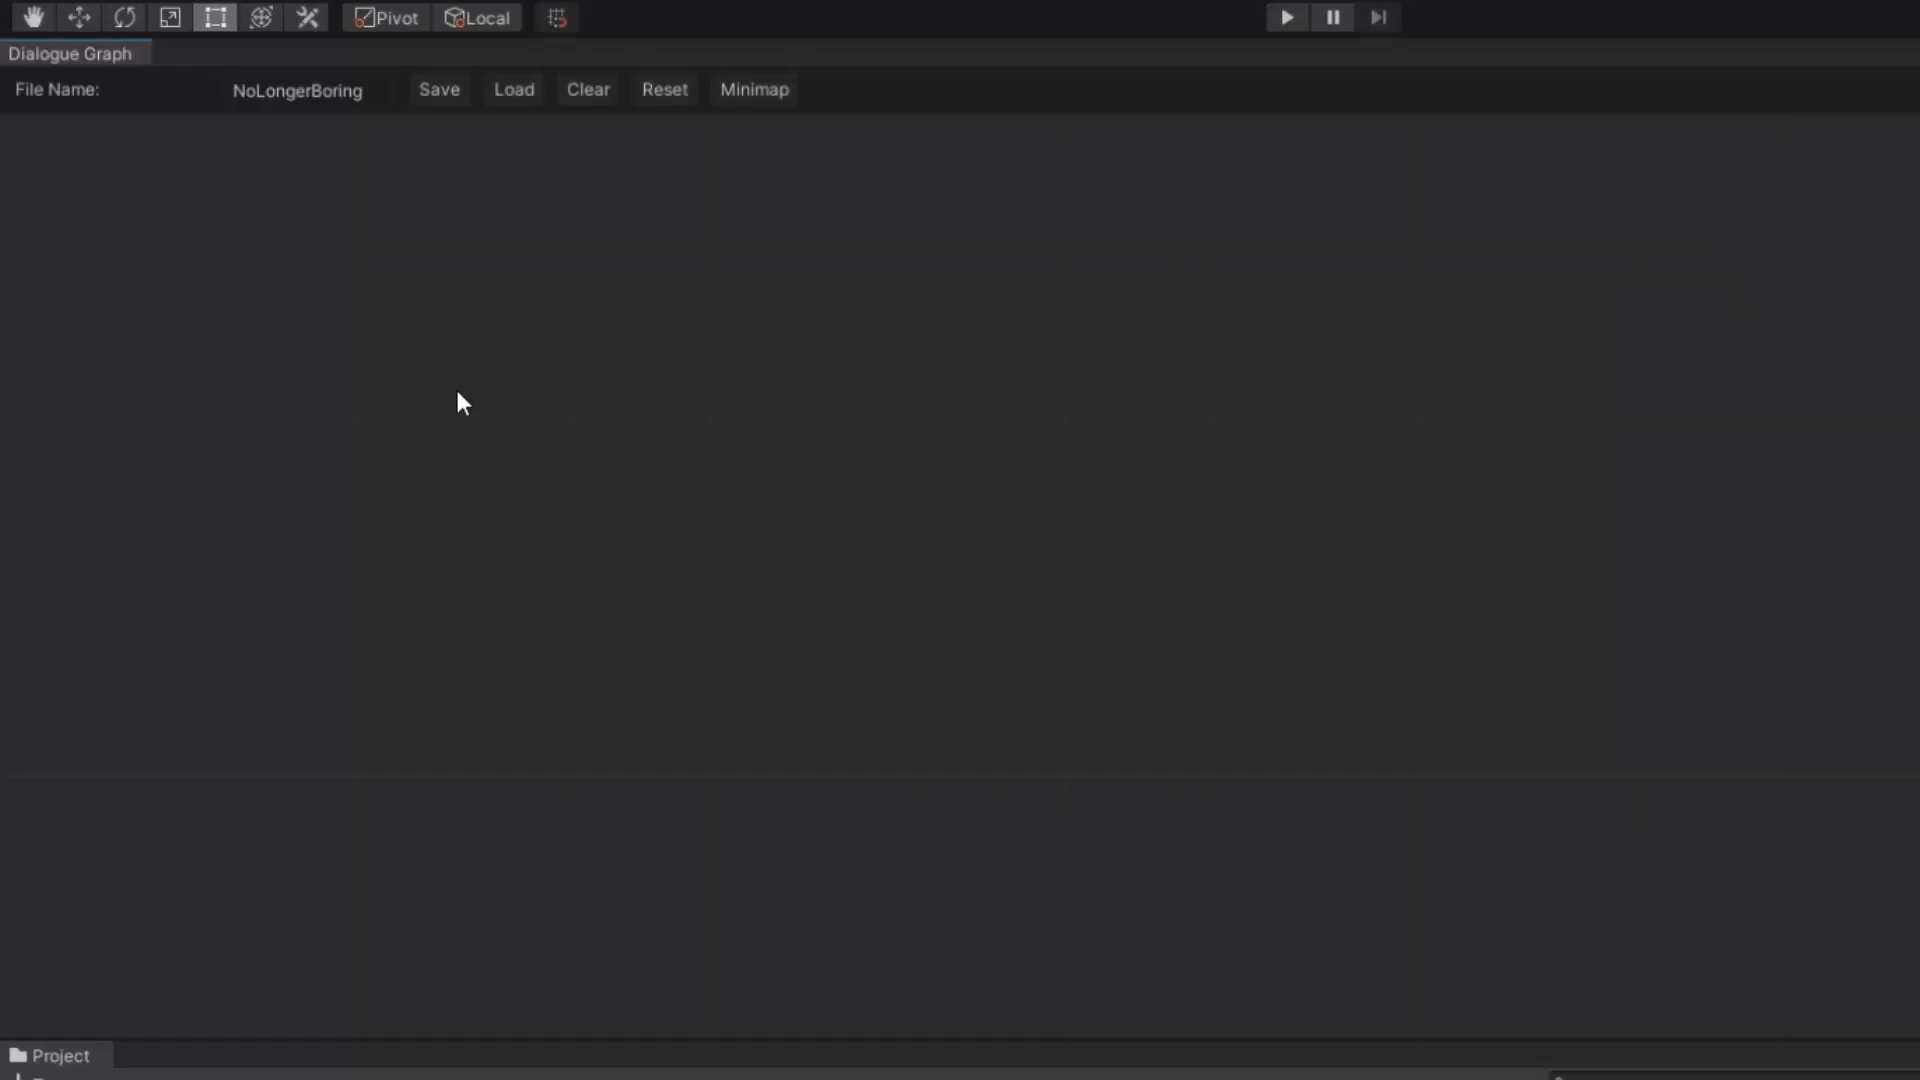 Pivot Local
Dialogue Graph
File Name: NoLongerBoring Save Load Clear Reset Minimap
Project